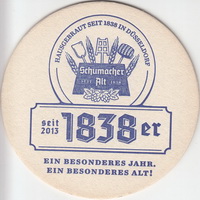 HAUSGEBRAUT SEIT 1838 IN DÜSSELDORF
Schumacher
Alt
seit
2013
1838er
EIN BESONDERES JAHR.
EIN BESONDERES ALT!